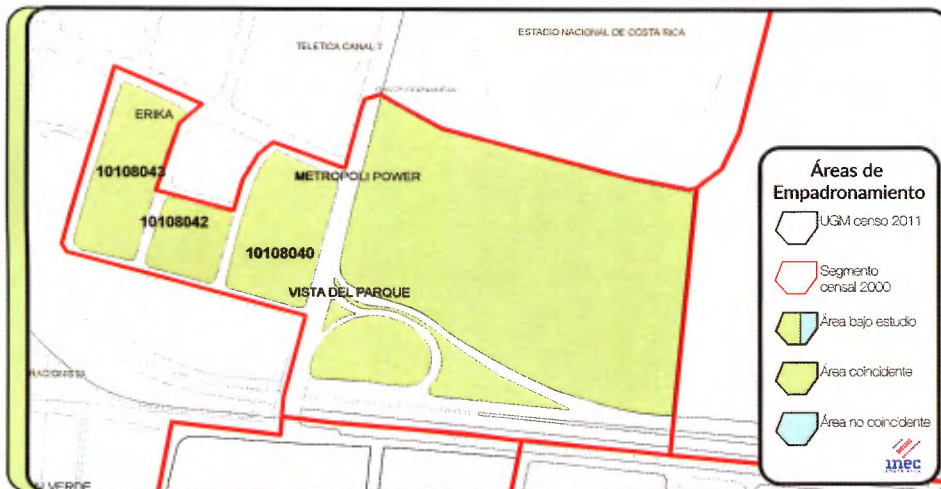 TELETICA CANAL 7
ESTADIO NACIONAL DE COSTA RICA
ERIKA
10108043
METROPOLI POWER
10108042
10108040
VISTA DEL PARQUE
VERDE
Áreas de
Empadronamiento
UGM censo 2011
Segmento
censal 2000
Área bajo estudio
Área coincidente
Área no coincidente
inec